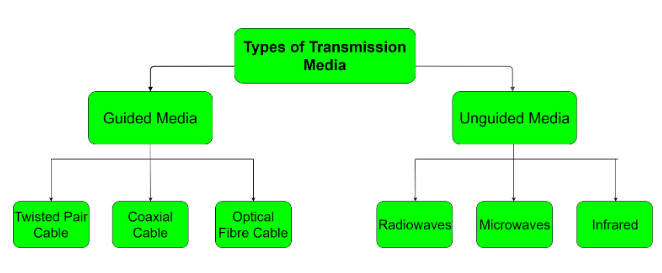 Types of Transmission
Media
Guided Media
Unguided Media
Twisted Pair
Cable
Coaxial
Cable
Optical
Fibre Cable
Radiowaves
Microwaves
Infrared